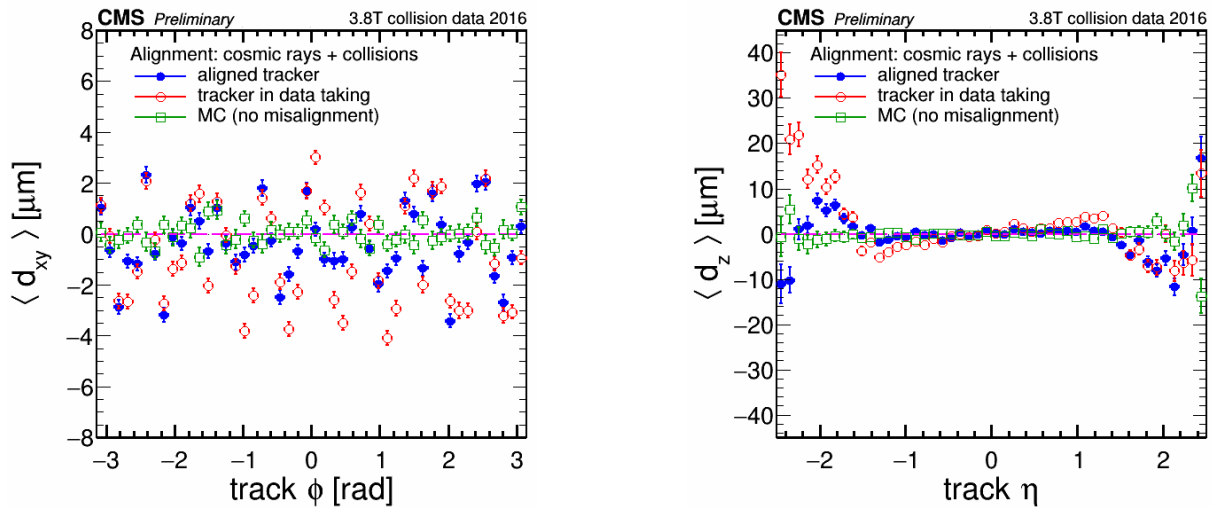 CMS Preliminary 3.8T collision data 2016
Alignment: cosmic rays + collisions
aligned tracker
tracker in data taking
MC (no misalignment)
8
6
4
2
0
−2
−4
−6
−8
⟨ d_xy ⟩ [μm]
−3 −2 −1 0 1 2 3
track ϕ [rad]
CMS Preliminary 3.8T collision data 2016
Alignment: cosmic rays + collisions
aligned tracker
tracker in data taking
MC (no misalignment)
40
30
20
10
0
−10
−20
−30
−40
⟨ d_z ⟩ [μm]
−2 −1 0 1 2
track η